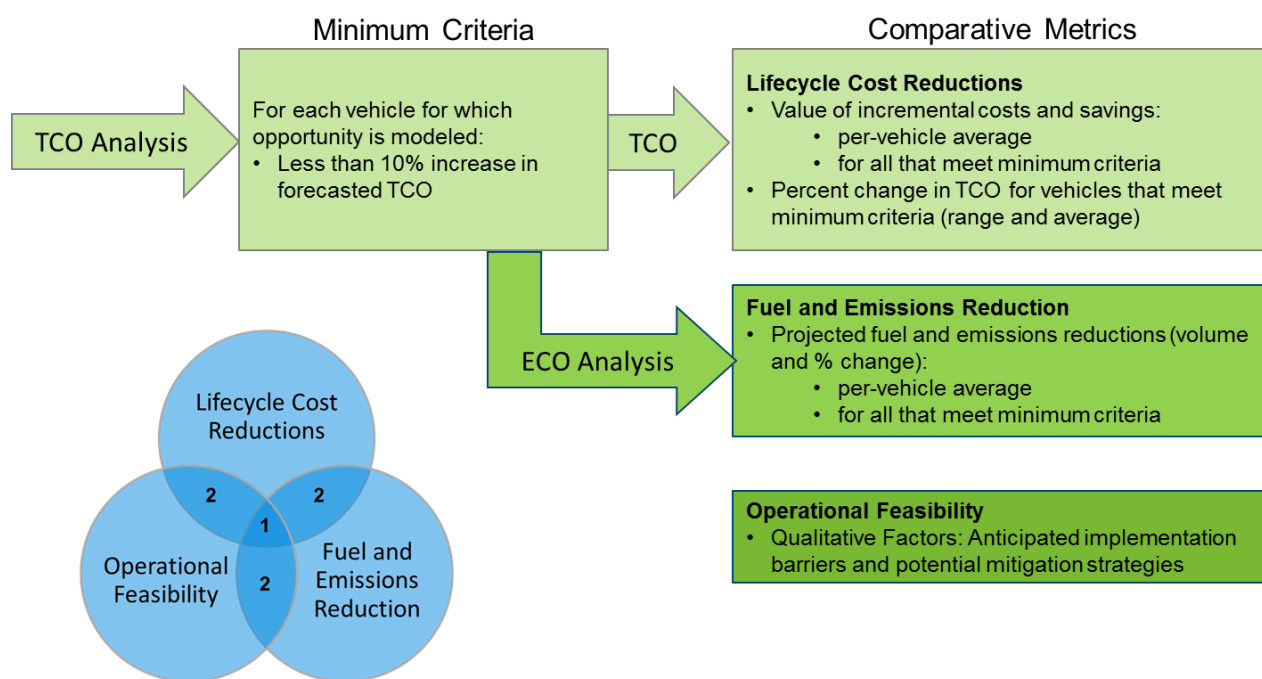 Minimum Criteria
Comparative Metrics
TCO Analysis
For each vehicle for which
opportunity is modeled:
• Less than 10% increase in
forecasted TCO
TCO
Lifecycle Cost Reductions
• Value of incremental costs and savings:
• per-vehicle average
• for all that meet minimum criteria
• Percent change in TCO for vehicles that meet
minimum criteria (range and average)
ECO Analysis
Fuel and Emissions Reduction
• Projected fuel and emissions reductions (volume
and % change):
• per-vehicle average
• for all that meet minimum criteria
Operational Feasibility
• Qualitative Factors: Anticipated implementation
barriers and potential mitigation strategies
Lifecycle Cost
Reductions
2
2
1
Operational
Feasibility
2
Fuel and
Emissions
Reduction